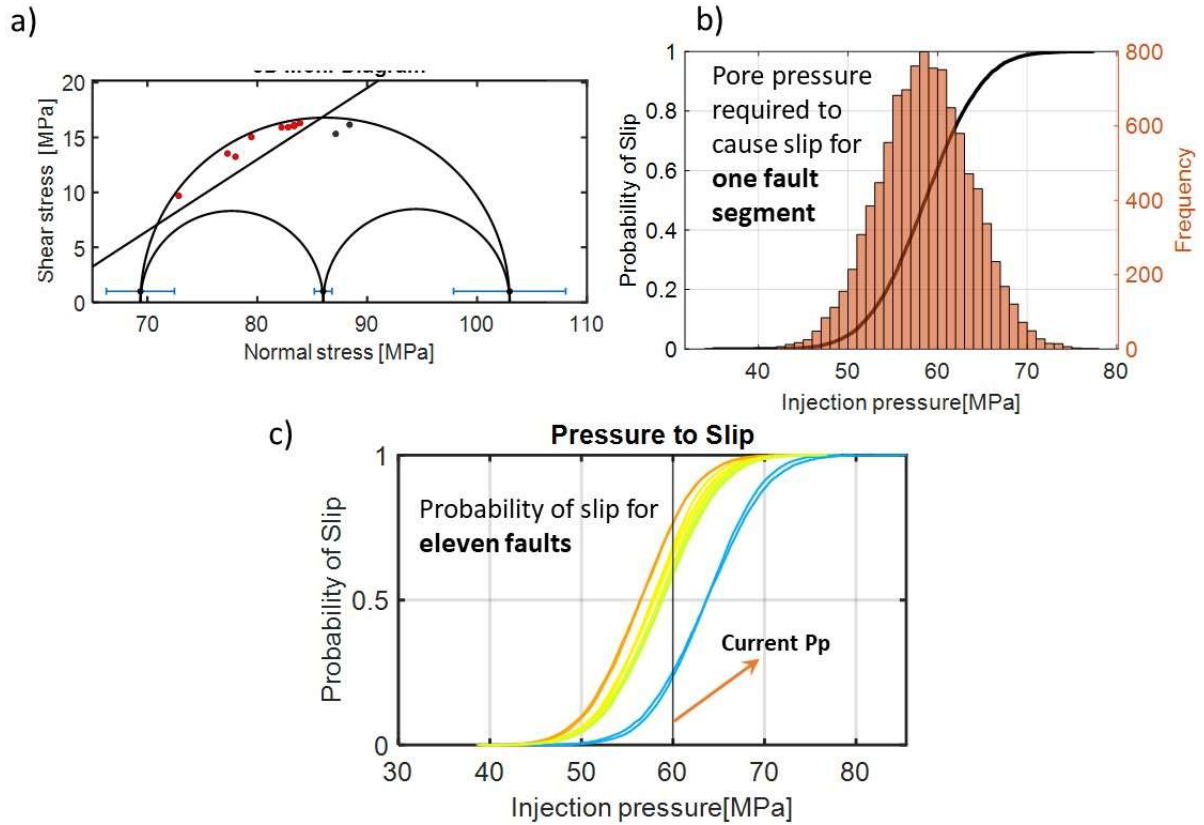 a)
20
15
10
5
0
Shear stress [MPa]
70
80
90
100
110
Normal stress [MPa]
b)
1
0.8
0.6
0.4
0.2
0
Probability of Slip
Pore pressure
required to
cause slip for
one fault
segment
800
600
400
200
0
Frequency
40
50
60
70
80
Injection pressure[MPa]
c)
Pressure to Slip
1
0.5
0
Probability of Slip
Probability of slip for
eleven faults
Current Pp
30
40
50
60
70
80
Injection pressure[MPa]